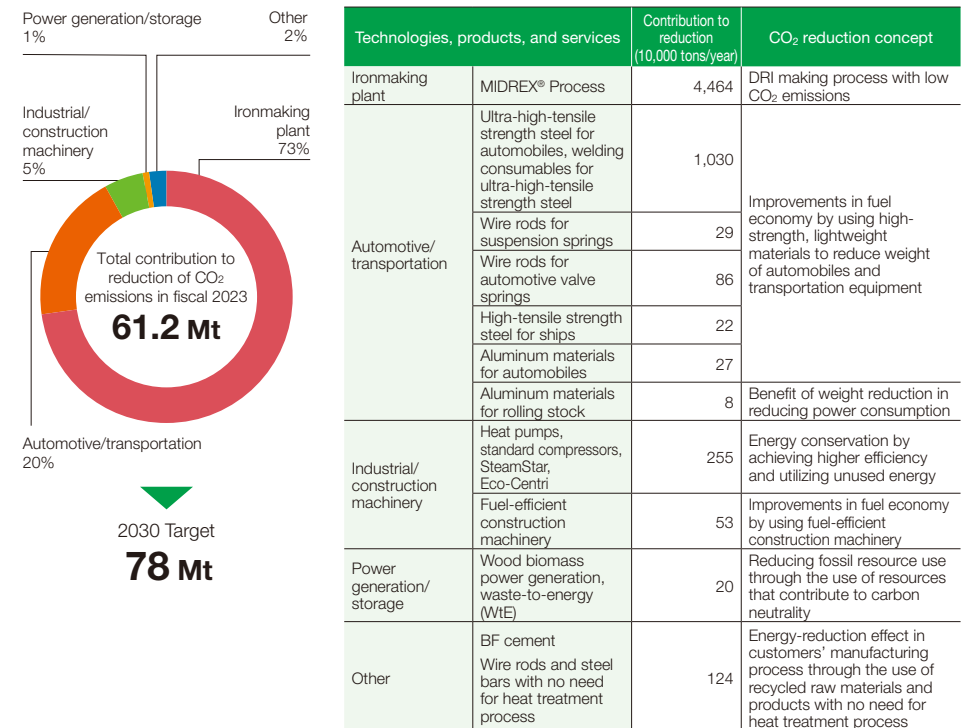 Power generation/storage
1%
Other
2%
Industrial/
construction
machinery
5%
Ironmaking
plant
73%
Total contribution to
reduction of CO₂
emissions in fiscal 2023
61.2 Mt
Automotive/transportation
20%
2030 Target
78 Mt
Technologies, products, and services
Contribution to
reduction
(10,000 tons/year)
CO₂ reduction concept
Ironmaking
plant
MIDREX® Process
4,464
DRI making process with low
CO₂ emissions
Automotive/
transportation
Ultra-high-tensile
strength steel for
automobiles, welding
consumables for
ultra-high-tensile
strength steel
1,030
Wire rods for
suspension springs
29
Wire rods for
automotive valve
springs
86
High-tensile strength
steel for ships
22
Aluminum materials
for automobiles
27
Improvements in fuel
economy by using high-
strength, lightweight
materials to reduce weight
of automobiles and
transportation equipment
Aluminum materials
for rolling stock
8
Benefit of weight reduction in
reducing power consumption
Industrial/
construction
machinery
Heat pumps,
standard compressors,
SteamStar,
Eco-Centri
255
Energy conservation by
achieving higher efficiency
and utilizing unused energy
Fuel-efficient
construction
machinery
53
Improvements in fuel economy
by using fuel-efficient
construction machinery
Power
generation/
storage
Wood biomass
power generation,
waste-to-energy
(WtE)
20
Reducing fossil resource use
through the use of resources
that contribute to carbon
neutrality
Other
BF cement
Wire rods and steel
bars with no need
for heat treatment
process
124
Energy-reduction effect in
customers' manufacturing
process through the use of
recycled raw materials and
products with no need for
heat treatment process